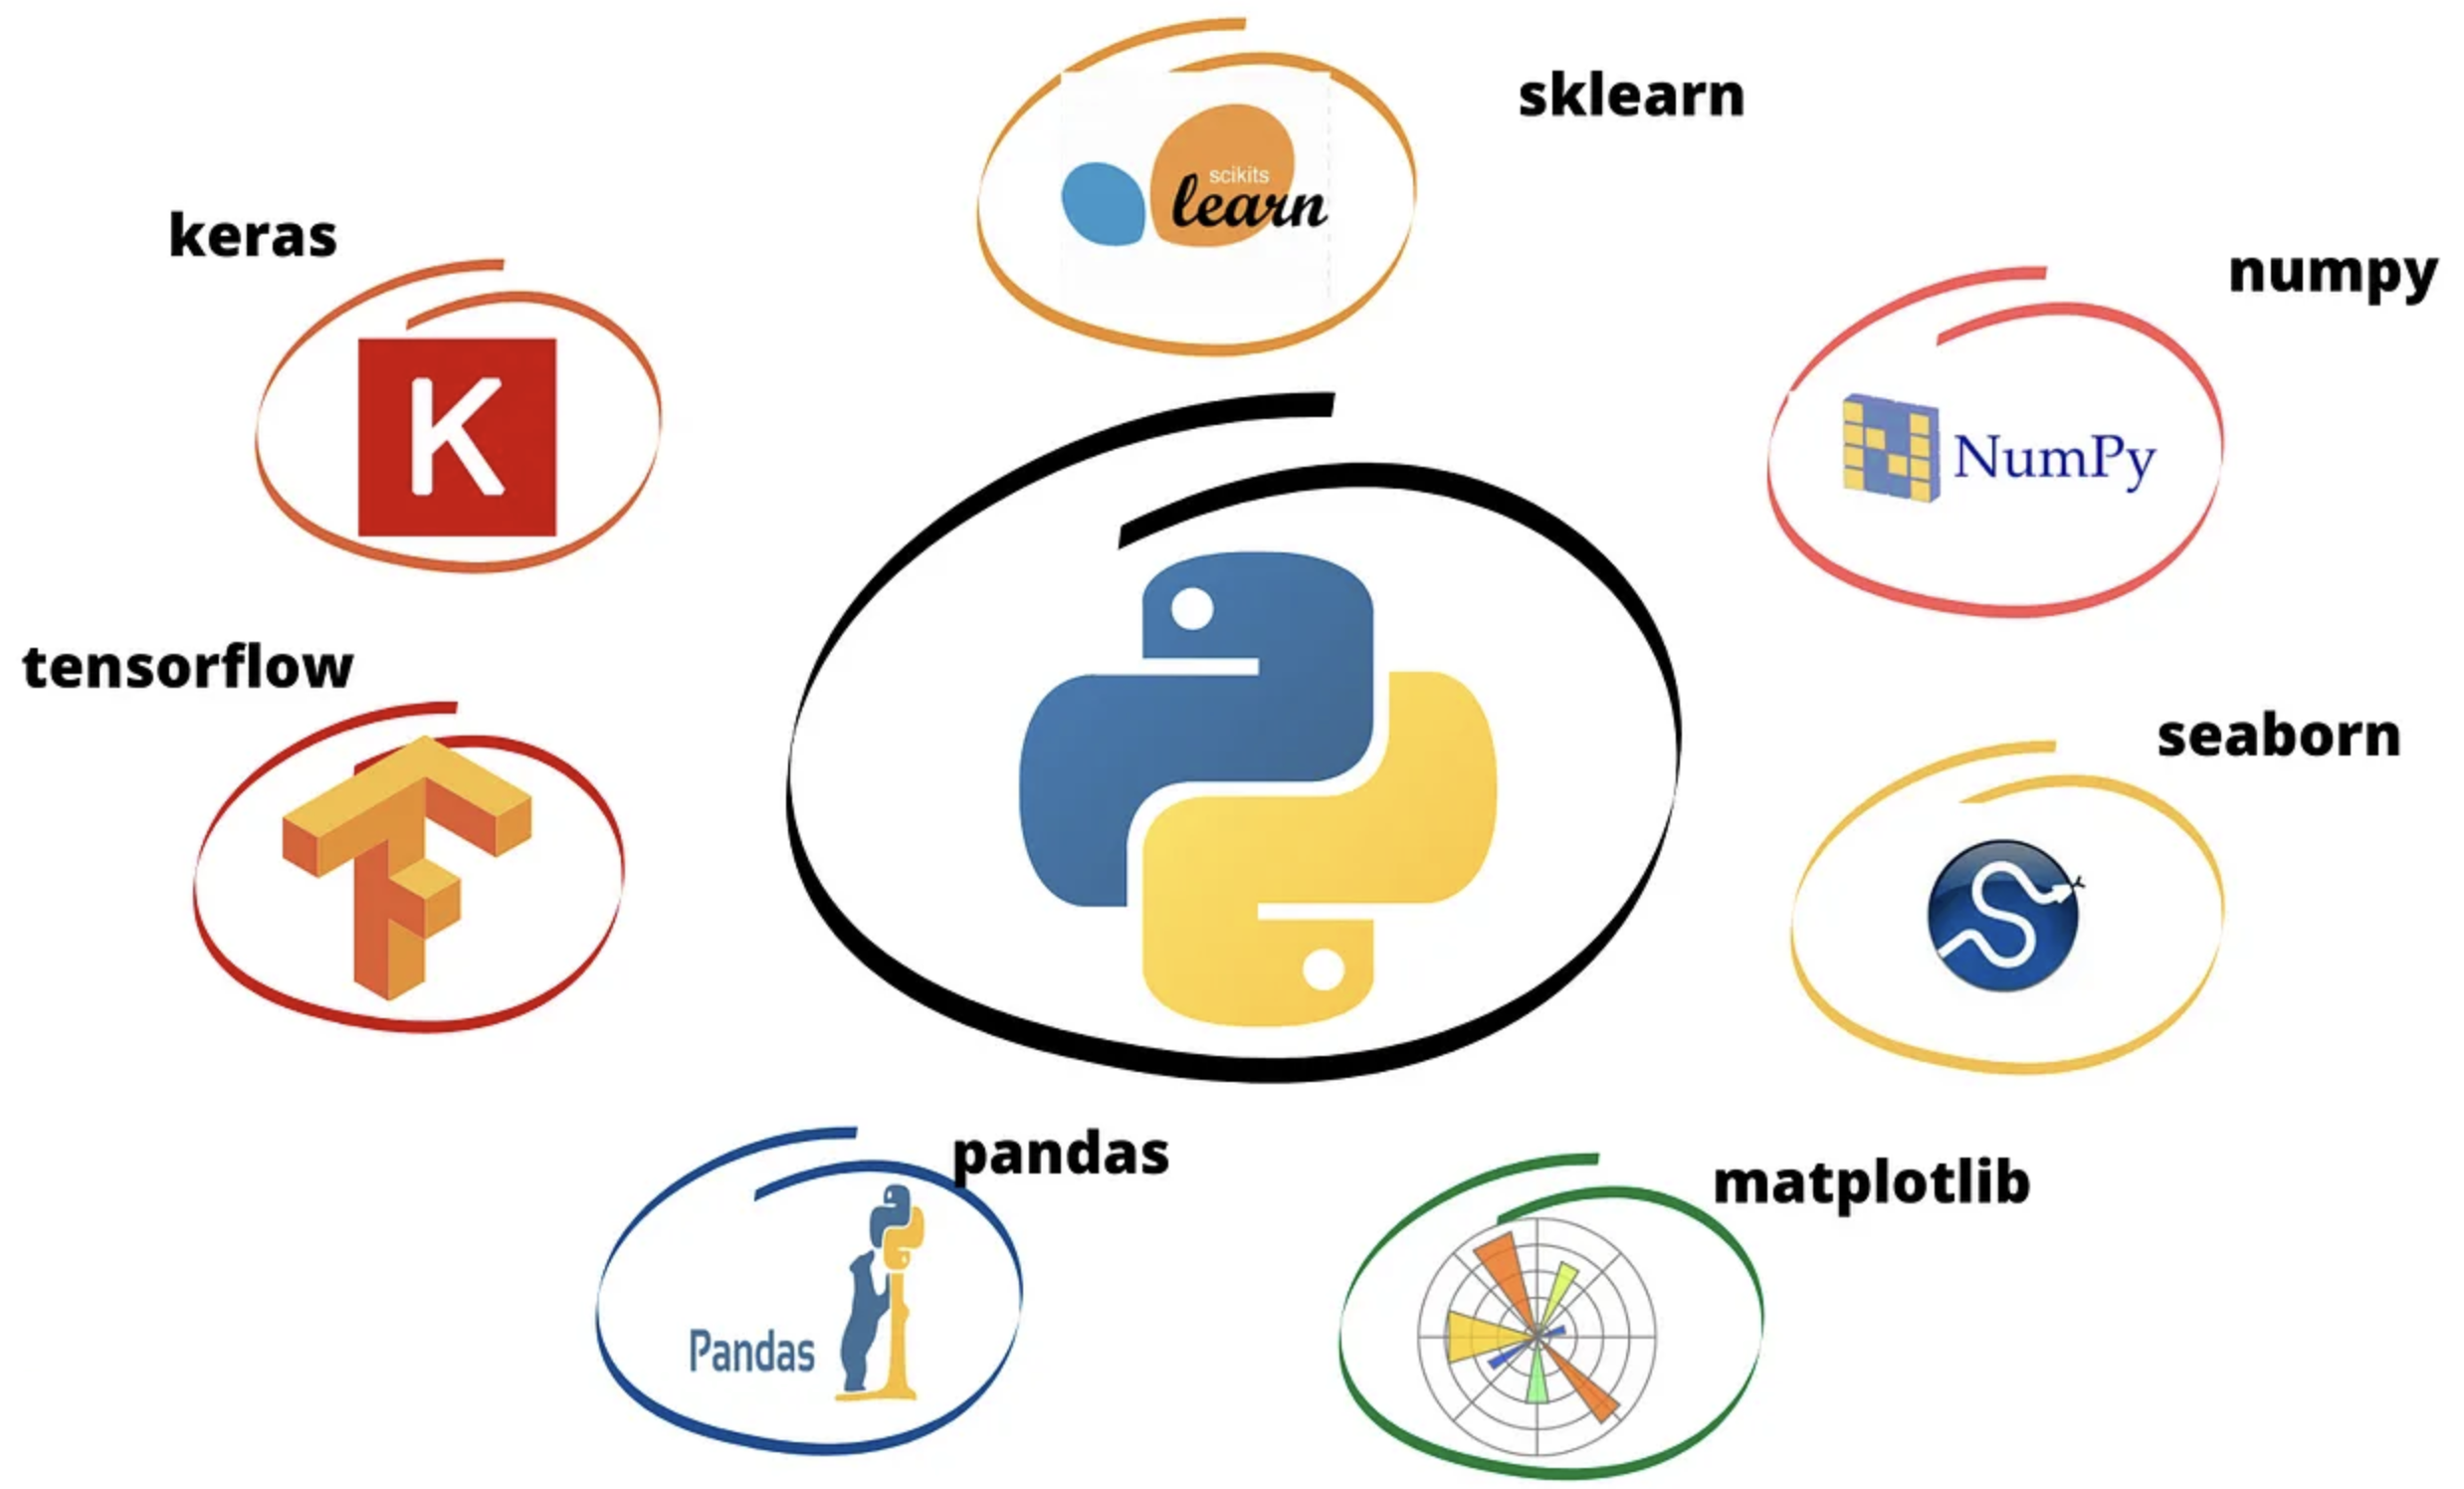 sklearn
scikits
learn
keras
K
numpy
NumPy
tensorflow
seaborn
pandas
Pandas
matplotlib